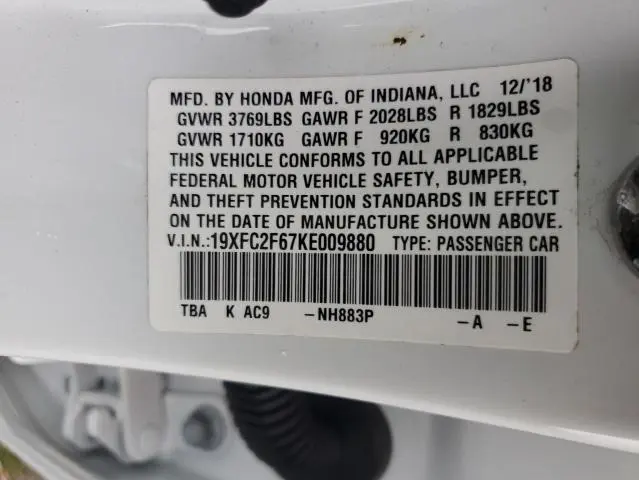 MFD. BY HONDA MFG. OF INDIANA, LLC 12/'18
GVWR 3769LBS GAWR F 2028LBS R 1829LBS
GVWR 1710KG GAWR F 920KG R 830KG
THIS VEHICLE CONFORMS TO ALL APPLICABLE
FEDERAL MOTOR VEHICLE SAFETY, BUMPER,
AND THEFT PREVENTION STANDARDS IN EFFECT
ON THE DATE OF MANUFACTURE SHOWN ABOVE.
V.I.N.:19XFC2F67KE009880 TYPE: PASSENGER CAR
TBA K AC9 -NH883P -A -E